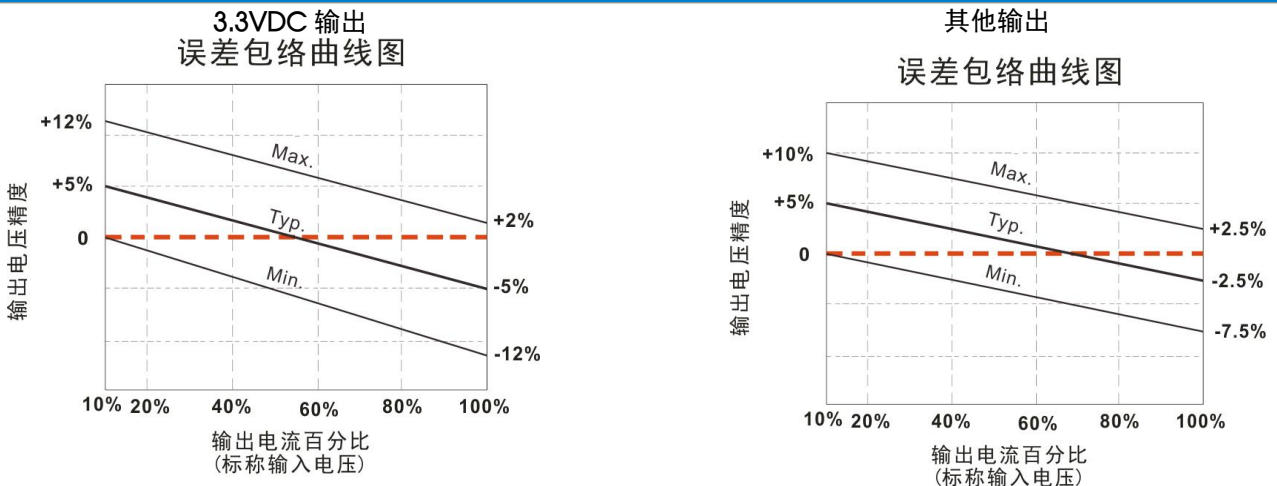 3.3VDC 输出
误差包络曲线图
+12%
+5%
0
Max.
Typ.
Min.
+2%
-5%
-12%
输出电压精度
10% 20% 40% 60% 80% 100%
输出电流百分比
(标称输入电压)
其他输出
误差包络曲线图
+10%
+5%
0
Max.
Typ.
Min.
+2.5%
-2.5%
-7.5%
输出电压精度
10% 20% 40% 60% 80% 100%
输出电流百分比
(标称输入电压)